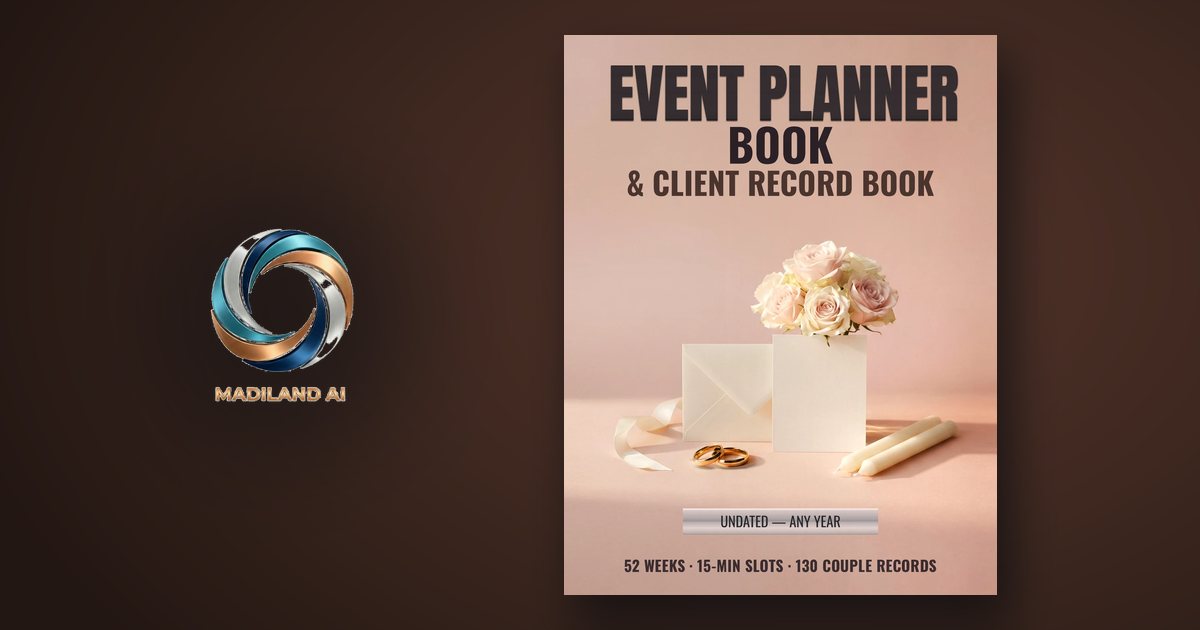 MADILAND AI
EVENT PLANNER
BOOK
& CLIENT RECORD BOOK
UNDATED — ANY YEAR
52 WEEKS · 15-MIN SLOTS · 130 COUPLE RECORDS